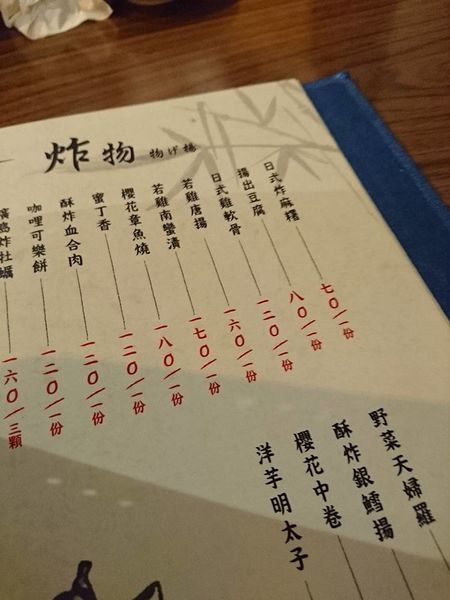 炸物 物げ揚
日式炸麻糬 七〇/一份
揚出豆腐 八〇/一份
日式雞軟骨 一二〇/一份
若雞唐揚 一六〇/一份
若雞南蠻漬 一七〇/一份
櫻花章魚燒 一八〇/一份
蜜丁香 一二〇/一份
酥炸血合肉 一二〇/一份
咖哩可樂餅 一二〇/一份
炸牡蠣 一六〇/三顆
野菜天婦羅
酥炸銀鱈揚
櫻花中卷
洋芋明太子